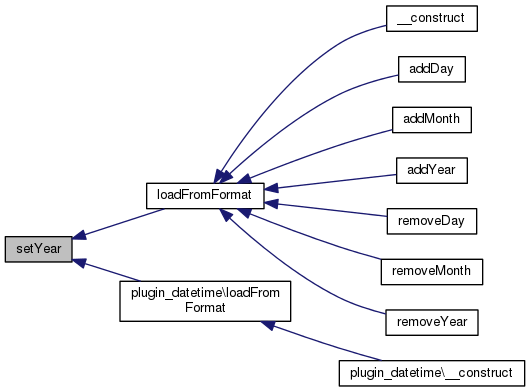 __construct
addDay
addMonth
addYear
loadFromFormat
removeDay
setYear
removeMonth
plugin_datetime\loadFrom
Format
removeYear
plugin_datetime\__construct